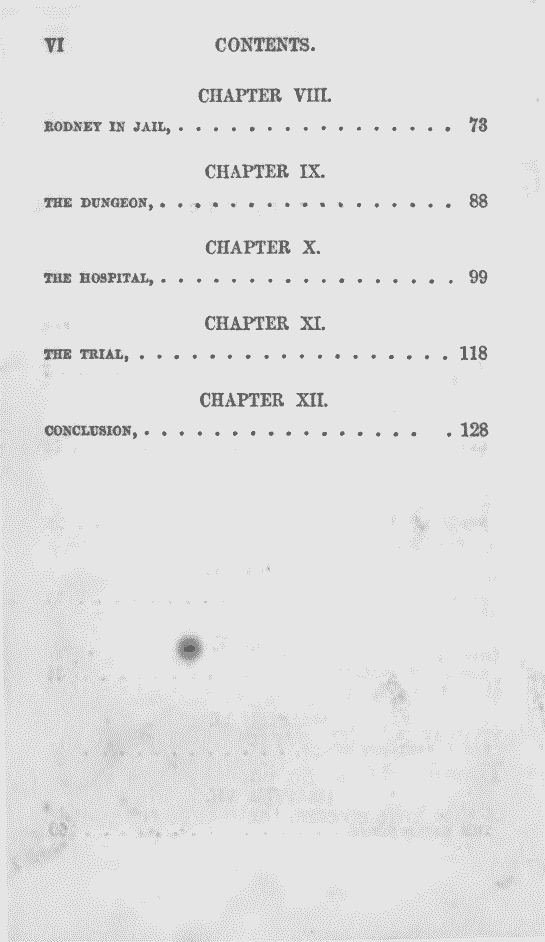 VI CONTENTS.
CHAPTER VIII.
RODNEY IN JAIL, . . . . . . . . . . . . . . . . 73
CHAPTER IX.
THE DUNGEON, . . . . . . . . . . . . . . . . . 88
CHAPTER X.
THE HOSPITAL, . . . . . . . . . . . . . . . . . 99
CHAPTER XI.
THE TRIAL, . . . . . . . . . . . . . . . . . . 118
CHAPTER XII.
CONCLUSION, . . . . . . . . . . . . . . . . . 128